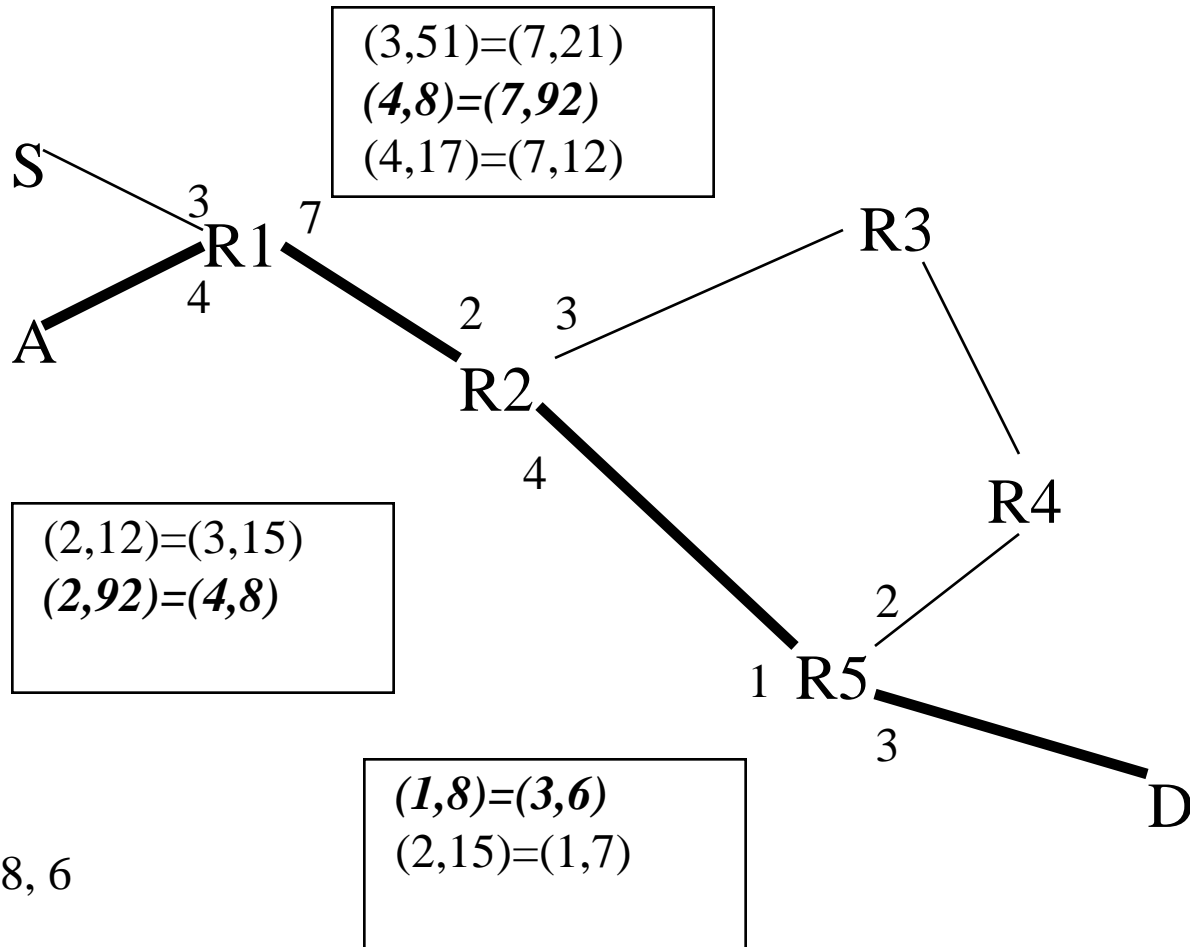 (3,51)=(7,21)
(4,8)=(7,92)
(4,17)=(7,12)
S
3
7
R1
R3
4
A
2
3
R2
4
R4
(2,12)=(3,15)
(2,92)=(4,8)
2
1
R5
3
D
(1,8)=(3,6)
(2,15)=(1,7)
8, 6